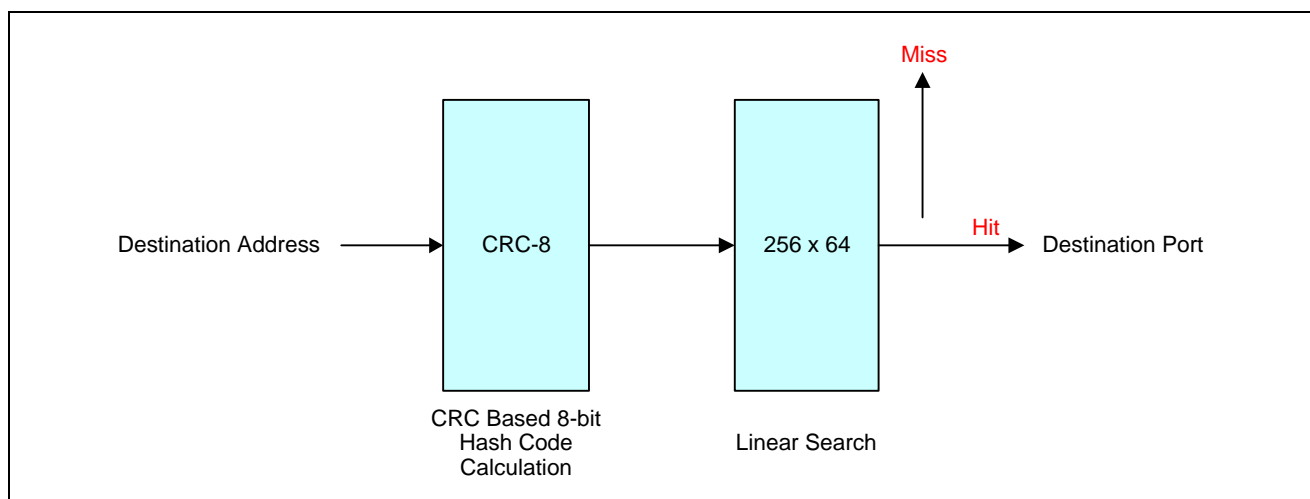 Miss
Hit
Destination Address
CRC-8
256 x 64
Destination Port
CRC Based 8-bit
Hash Code
Calculation
Linear Search